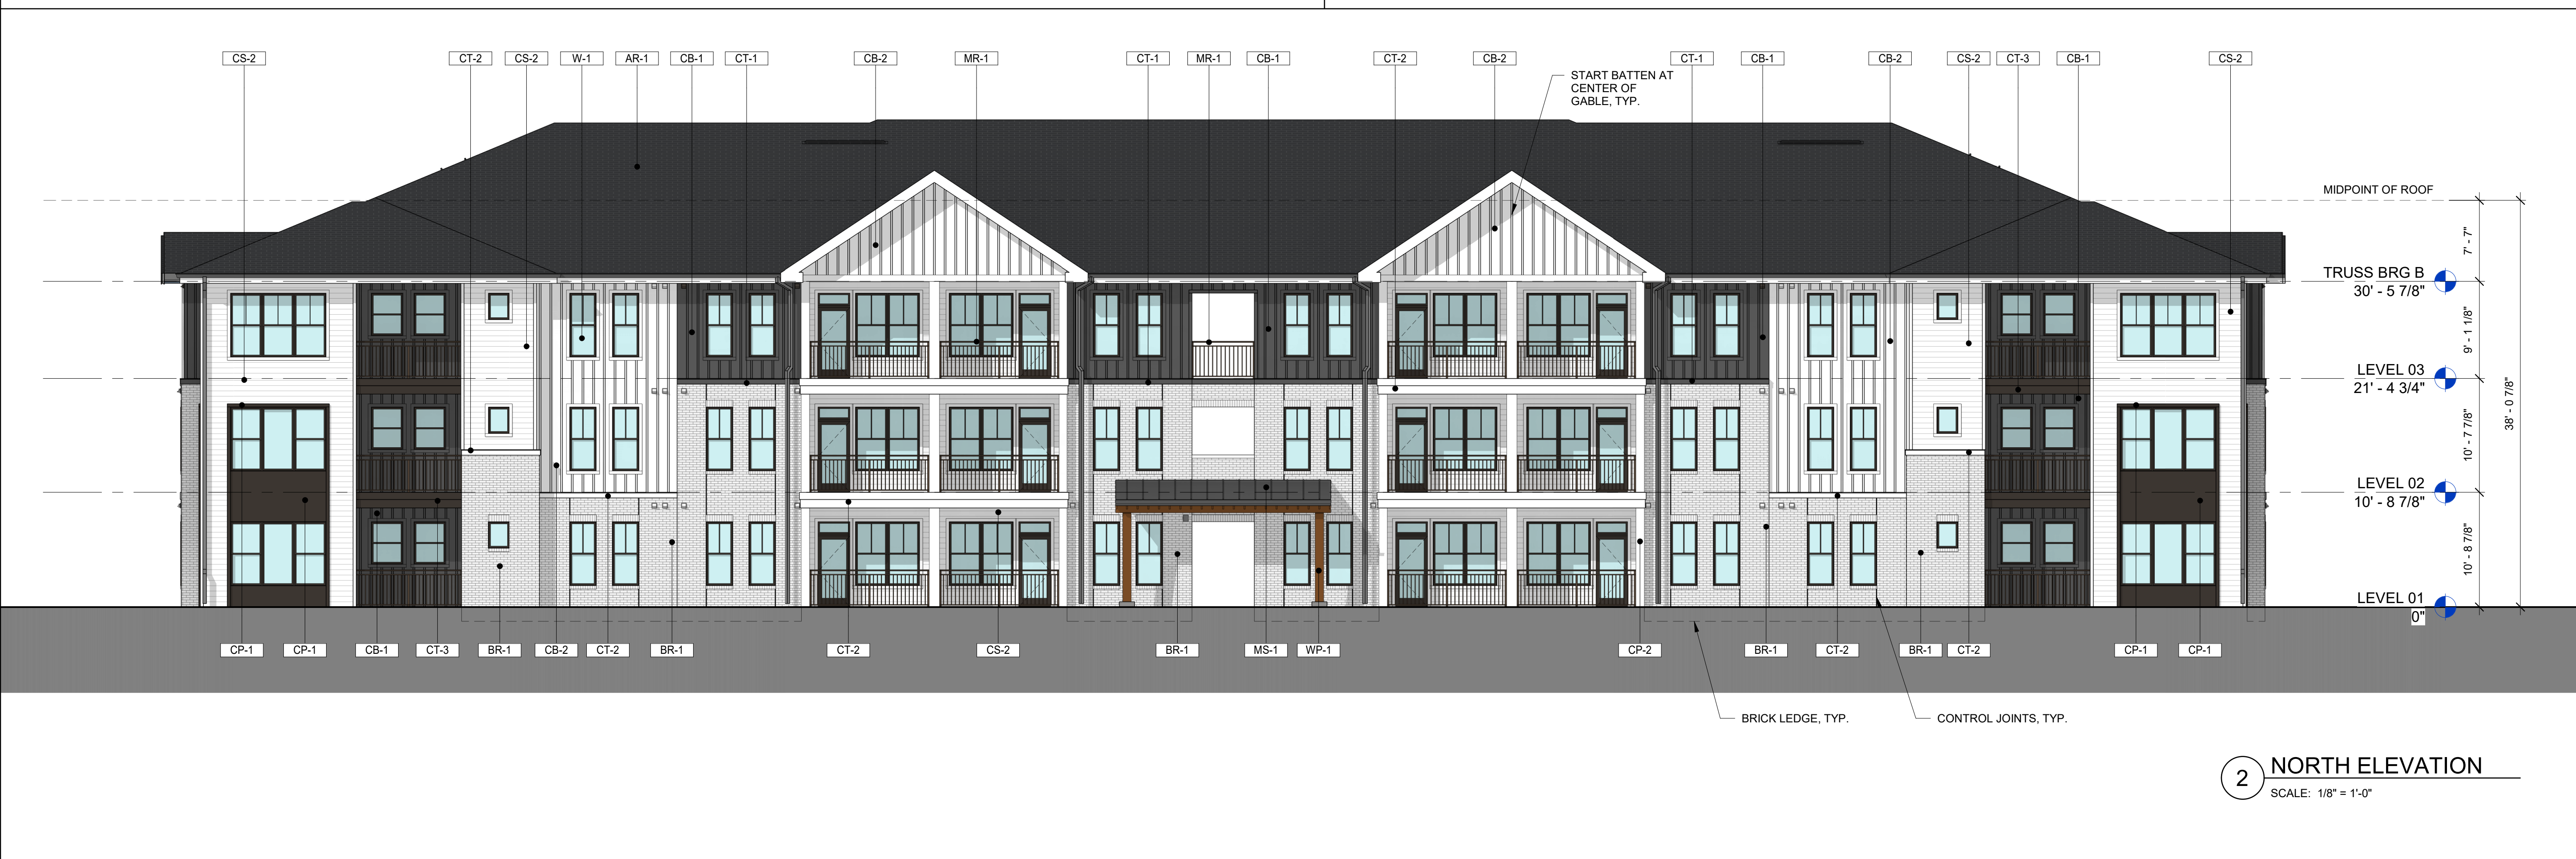 CS-2
CT-2
CS-2
W-1
AR-1
CB-1
CT-1
CB-2
MR-1
CT-1
MR-1
CB-1
CT-2
CB-2
CT-1
CB-1
CB-2
CS-2
CT-3
CB-1
CS-2
START BATTEN AT
CENTER OF
GABLE, TYP.
MIDPOINT OF ROOF
7' - 7"
TRUSS BRG B
30' - 5 7/8"
9' - 1 1/8"
LEVEL 03
21' - 4 3/4"
38' - 0 7/8"
10' - 7 7/8"
LEVEL 02
10' - 8 7/8"
10' - 8 7/8"
LEVEL 01
0"
CP-1
CP-1
CB-1
CT-3
BR-1
CB-2
CT-2
BR-1
CT-2
CS-2
BR-1
MS-1
WP-1
CP-2
BR-1
CT-2
BR-1
CT-2
CP-1
CP-1
BRICK LEDGE, TYP.
CONTROL JOINTS, TYP.
2
NORTH ELEVATION
SCALE: 1/8" = 1'-0"